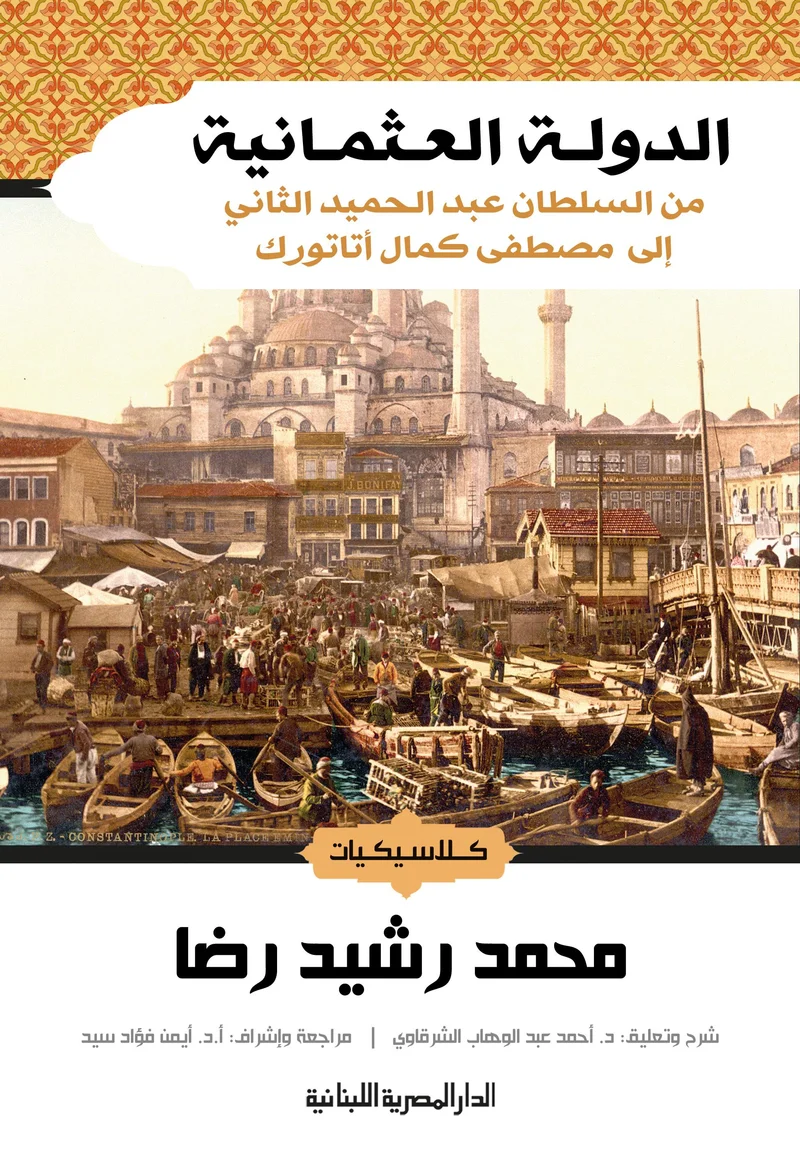 الدولة العثمانية
من السلطان عبد الحميد الثاني
إلى مصطفى كمال أتاتورك
J. BONIFA
Z. - CONSTANTINOPLE. LA PLACE EMIN
كلاسيكيات
محمد رشيد رضا
شرح وتعليق: د. أحمد عبد الوهاب الشرقاوي | مراجعة وإشراف: أ.د. أيمن فؤاد سيد
الدار المصرية اللبنانية